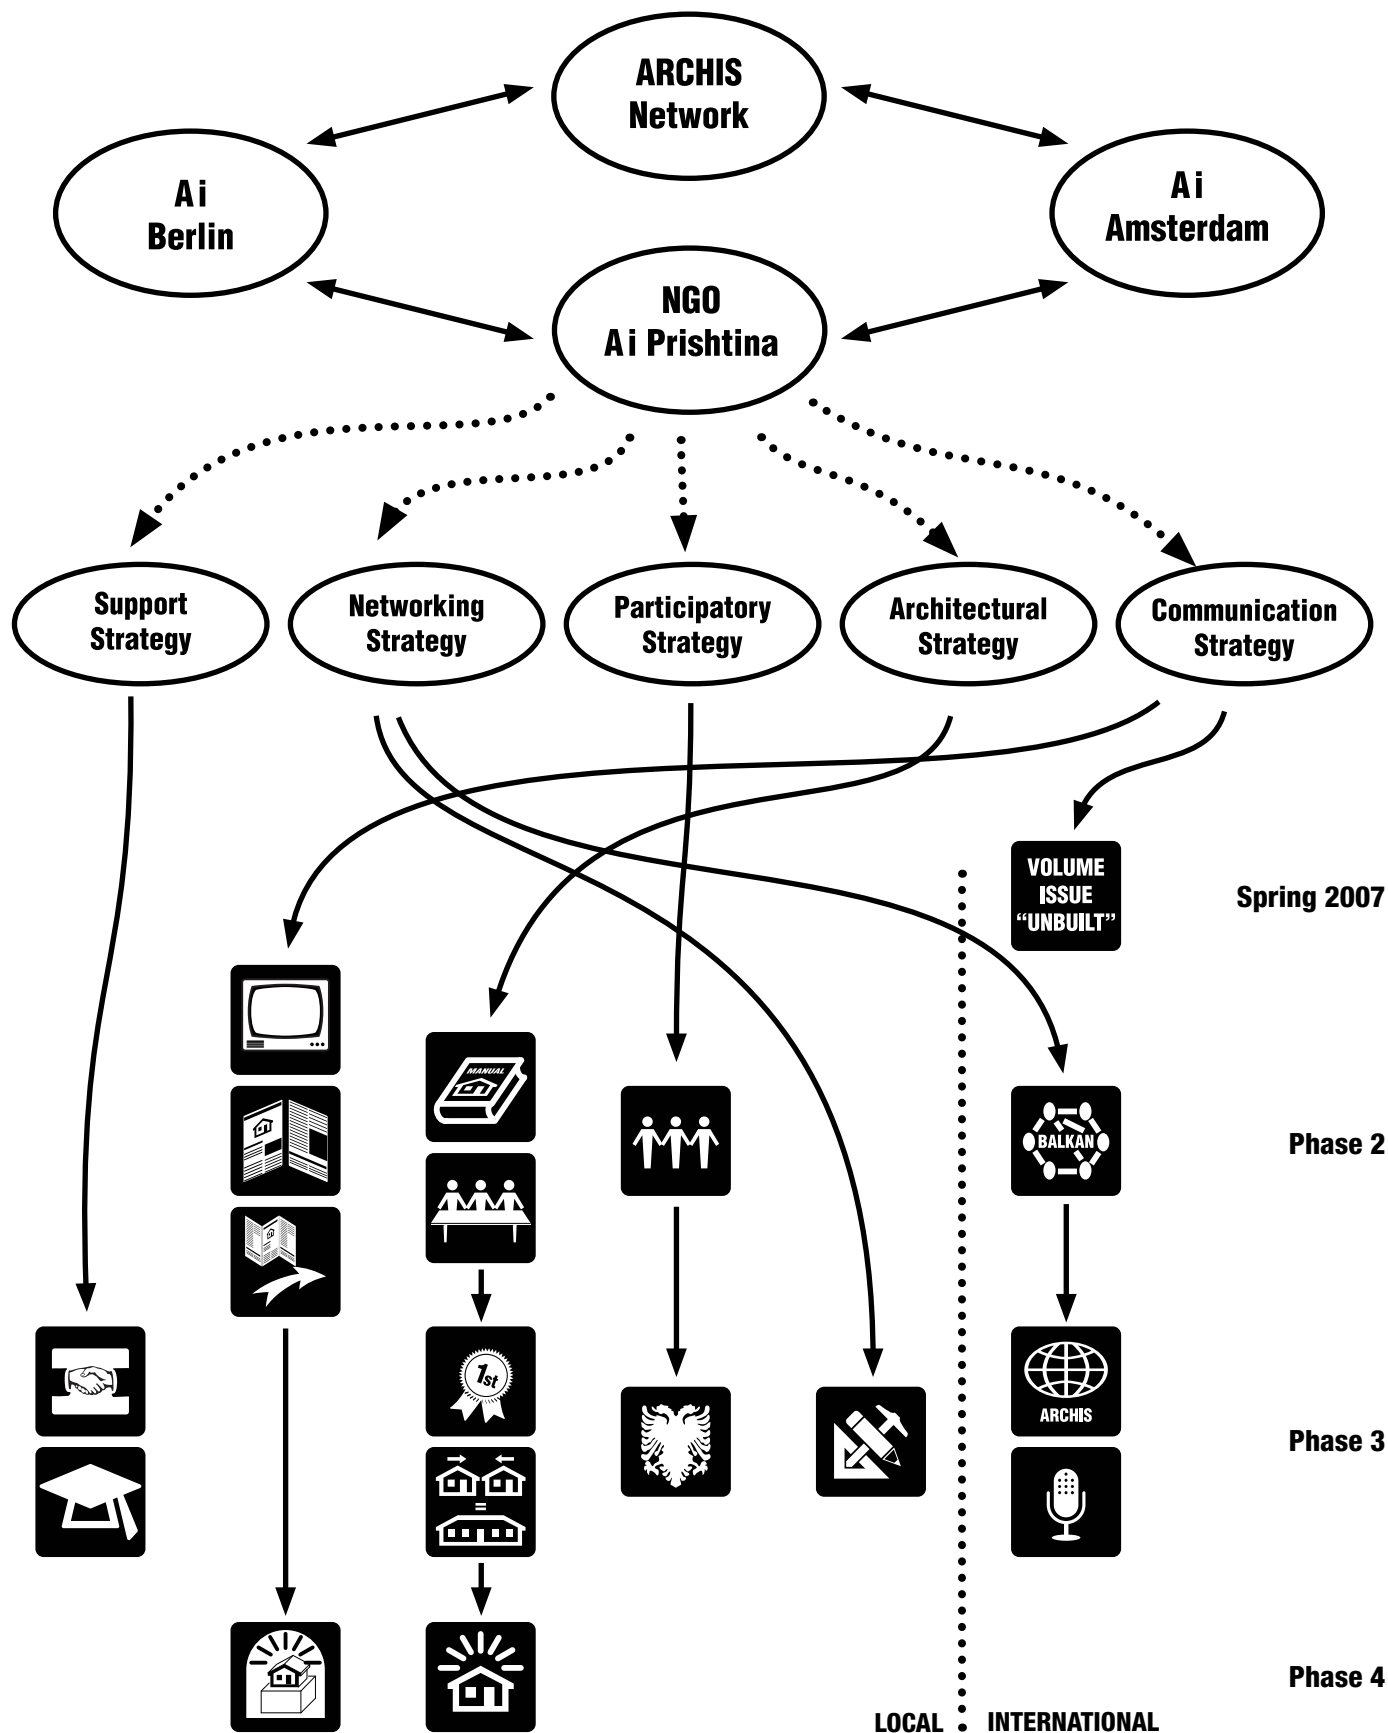 ARCHIS
Network
Ai
Berlin
Ai
Amsterdam
NGO
Ai Prishtina
Support
Strategy
Networking
Strategy
Participatory
Strategy
Architectural
Strategy
Communication
Strategy
VOLUME
ISSUE
“UNBUILT”
Spring 2007
MANUAL
BALKAN
Phase 2
1st
ARCHIS
Phase 3
=
Phase 4
LOCAL
INTERNATIONAL